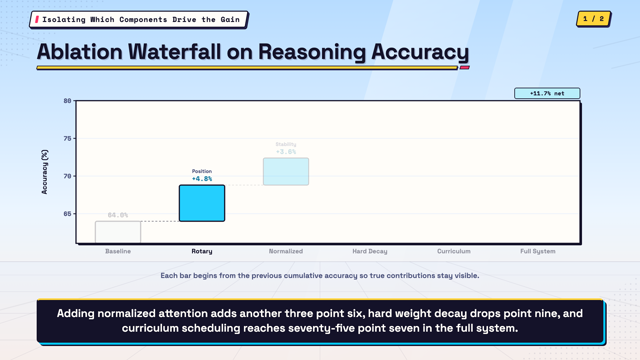 Isolating Which Components Drive the Gain
1 / 2
Ablation Waterfall on Reasoning Accuracy
+11.7% net
80
75
70
65
Accuracy (%)
64.0%
Position
+4.8%
Stability
+3.6%
Baseline
Rotary
Normalized
Hard Decay
Curriculum
Full System
Each bar begins from the previous cumulative accuracy so true contributions stay visible.
Adding normalized attention adds another three point six, hard weight decay drops point nine, and
curriculum scheduling reaches seventy-five point seven in the full system.